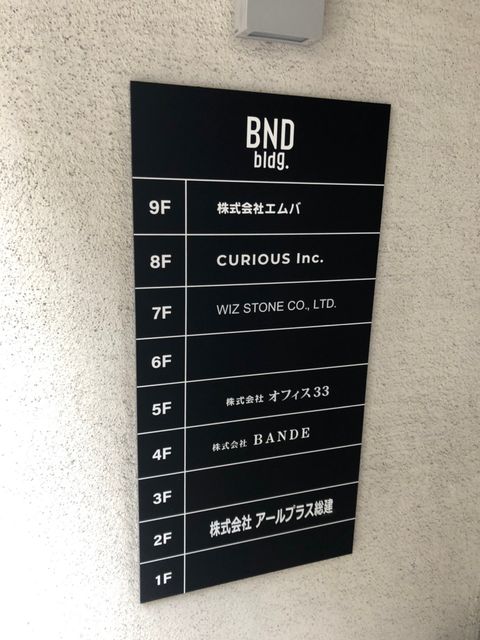 BND
bldg.
9F 株式会社エムバ
8F CURIOUS Inc.
7F WIZ STONE CO., LTD.
6F
5F 株式会社 オフィス33
4F 株式会社 BANDE
3F
2F 株式会社 アールプラス総建
1F